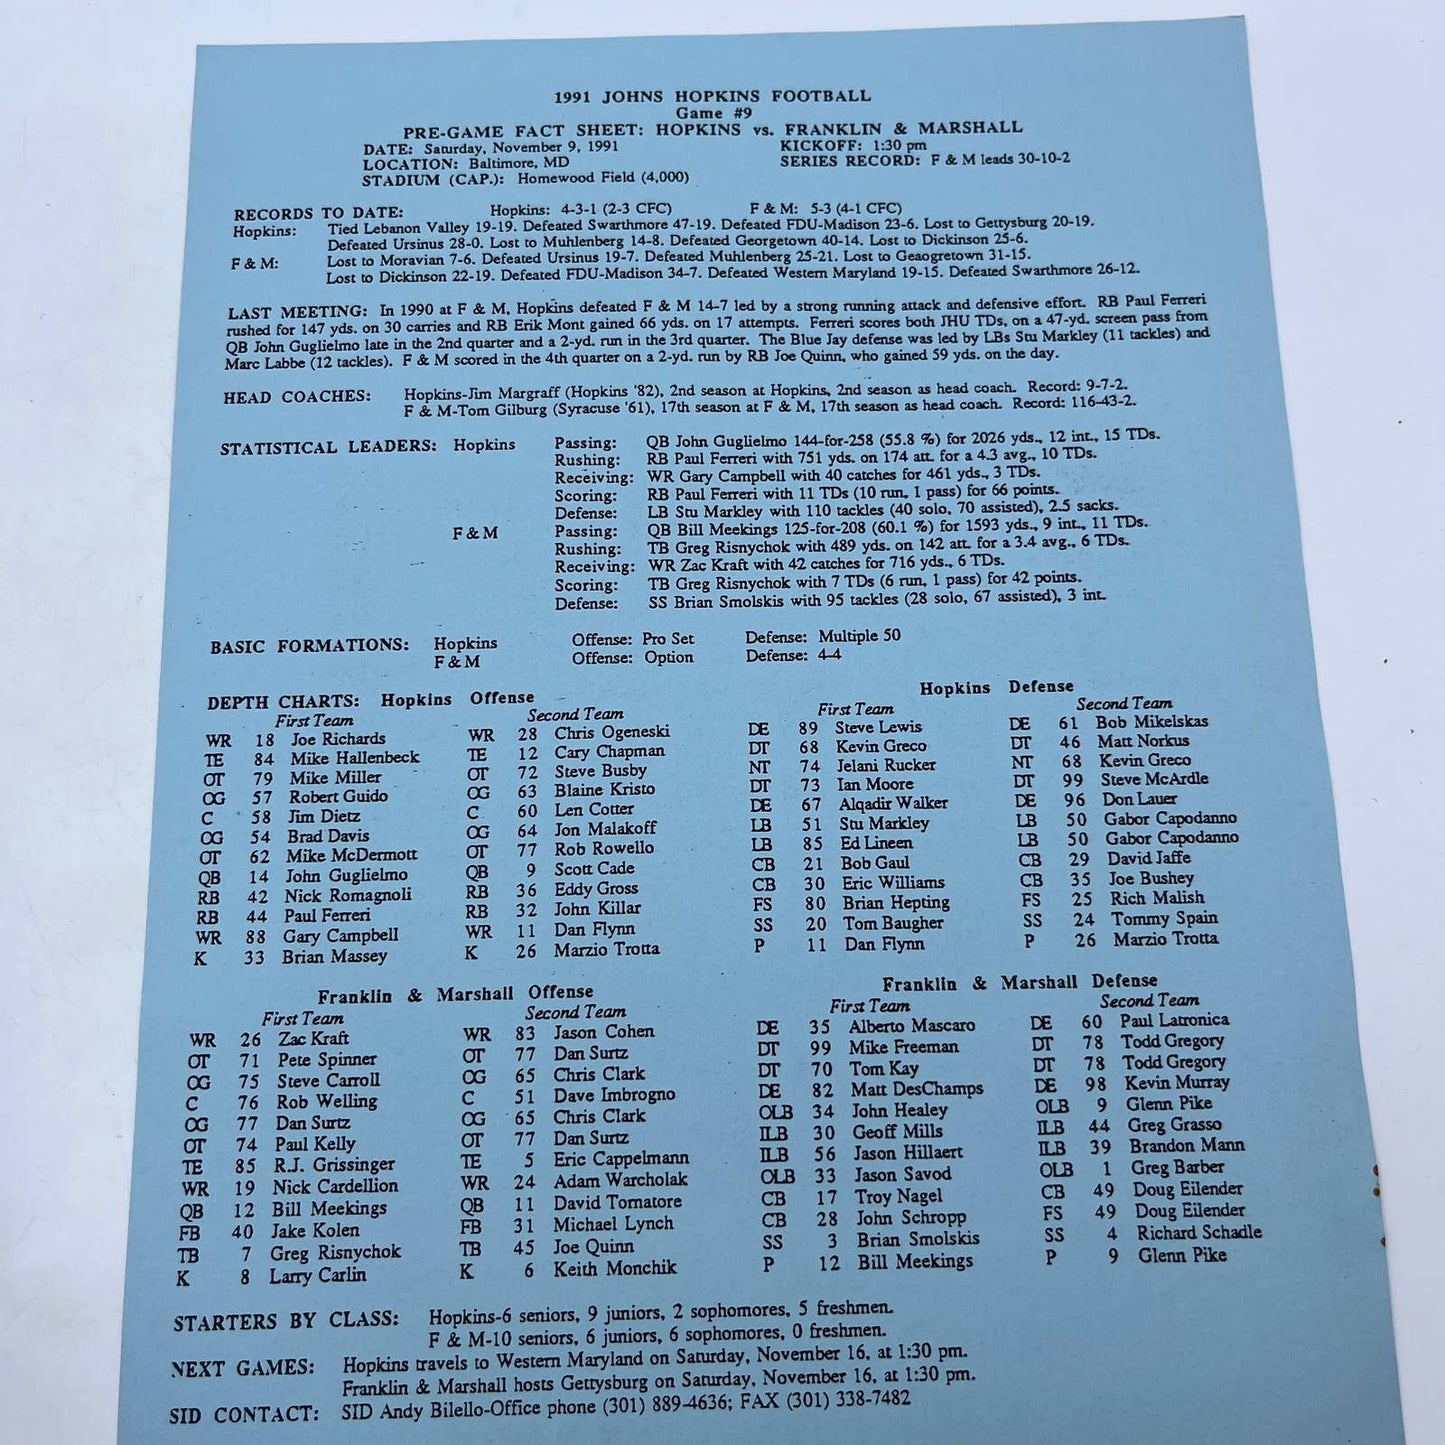 1991 JOHNS HOPKINS FOOTBALL
Game #9
PRE-GAME FACT SHEET: HOPKINS vs. FRANKLIN & MARSHALL
DATE: Saturday, November 9, 1991 KICKOFF: 1:30 pm
LOCATION: Baltimore, MD SERIES RECORD: F & M leads 30-10-2
STADIUM (CAP.): Homewood Field (4,000)
RECORDS TO DATE: Hopkins: 4-3-1 (2-3 CFC) F & M: 5-3 (4-1 CFC)
Hopkins: Tied Lebanon Valley 19-19. Defeated Swarthmore 47-19. Defeated FDU-Madison 23-6. Lost to Gettysburg 20-19.
Defeated Ursinus 28-0. Lost to Muhlenberg 14-8. Defeated Georgetown 40-14. Lost to Dickinson 25-6.
F & M: Lost to Moravian 7-6. Defeated Ursinus 19-7. Defeated Muhlenberg 25-21. Lost to Geaogretown 31-15.
Lost to Dickinson 22-19. Defeated FDU-Madison 34-7. Defeated Western Maryland 19-15. Defeated Swarthmore 26-12.
LAST MEETING: In 1990 at F & M, Hopkins defeated F & M 14-7 led by a strong running attack and defensive effort. RB Paul Ferreri
rushed for 147 yds. on 30 carries and RB Erik Mont gained 66 yds. on 17 attempts. Ferreri scores both JHU TDs, on a 47-yd. screen pass from
QB John Guglielmo late in the 2nd quarter and a 2-yd. run in the 3rd quarter. The Blue Jay defense was led by LBs Stu Markley (11 tackles) and
Marc Labbe (12 tackles). F & M scored in the 4th quarter on a 2-yd. run by RB Joe Quinn, who gained 59 yds. on the day.
HEAD COACHES: Hopkins-Jim Margraff (Hopkins '82), 2nd season at Hopkins, 2nd season as head coach. Record: 9-7-2.
F & M-Tom Gilburg (Syracuse '61), 17th season at F & M, 17th season as head coach. Record: 116-43-2.
STATISTICAL LEADERS: Hopkins Passing: QB John Guglielmo 144-for-258 (55.8 %) for 2026 yds., 12 int., 15 TDs.
Rushing: RB Paul Ferreri with 751 yds. on 174 att. for a 4.3 avg., 10 TDs.
Receiving: WR Gary Campbell with 40 catches for 461 yds., 3 TDs.
Scoring: RB Paul Ferreri with 11 TDs (10 run, 1 pass) for 66 points.
Defense: LB Stu Markley with 110 tackles (40 solo, 70 assisted), 2.5 sacks.
F & M Passing: QB Bill Meekings 125-for-208 (60.1 %) for 1593 yds., 9 int., 11 TDs.
Rushing: TB Greg Risnychok with 489 yds. on 142 att. for a 3.4 avg., 6 TDs.
Receiving: WR Zac Kraft with 42 catches for 716 yds., 6 TDs.
Scoring: TB Greg Risnychok with 7 TDs (6 run, 1 pass) for 42 points.
Defense: SS Brian Smolskis with 95 tackles (28 solo, 67 assisted), 3 int.
BASIC FORMATIONS: Hopkins Offense: Pro Set Defense: Multiple 50
F & M Offense: Option Defense: 4-4
DEPTH CHARTS: Hopkins Offense Hopkins Defense
First Team Second Team First Team Second Team
WR 18 Joe Richards WR 28 Chris Ogeneski DE 89 Steve Lewis DE 61 Bob Mikelskas
TE 84 Mike Hallenbeck TE 12 Cary Chapman DT 68 Kevin Greco DT 46 Matt Norkus
OT 79 Mike Miller OT 72 Steve Busby NT 74 Jelani Rucker NT 68 Kevin Greco
OG 57 Robert Guido OG 63 Blaine Kristo DT 73 Ian Moore DT 99 Steve McArdle
C 58 Jim Dietz C 60 Len Cotter DE 67 Alqadir Walker DE 96 Don Lauer
OG 54 Brad Davis OG 64 Jon Malakoff LB 51 Stu Markley LB 50 Gabor Capodanno
OT 62 Mike McDermott OT 77 Rob Rowello LB 85 Ed Lineen LB 50 Gabor Capodanno
QB 14 John Guglielmo QB 9 Scott Cade CB 21 Bob Gaul CB 29 David Jaffe
RB 42 Nick Romagnoli RB 36 Eddy Gross CB 30 Eric Williams CB 35 Joe Bushey
RB 44 Paul Ferreri RB 32 John Killar FS 80 Brian Hepting FS 25 Rich Malish
WR 88 Gary Campbell WR 11 Dan Flynn SS 20 Tom Baugher SS 24 Tommy Spain
K 33 Brian Massey K 26 Marzio Trotta P 11 Dan Flynn P 26 Marzio Trotta
Franklin & Marshall Offense Franklin & Marshall Defense
First Team Second Team First Team Second Team
WR 26 Zac Kraft WR 83 Jason Cohen DE 35 Alberto Mascaro DE 60 Paul Latronica
OT 71 Pete Spinner OT 77 Dan Surtz DT 99 Mike Freeman DT 78 Todd Gregory
OG 75 Steve Carroll OG 65 Chris Clark DT 70 Tom Kay DT 78 Todd Gregory
C 76 Rob Welling C 51 Dave Imbrogno DE 82 Matt DesChamps DE 98 Kevin Murray
OG 77 Dan Surtz OG 65 Chris Clark OLB 34 John Healey OLB 9 Glenn Pike
OT 74 Paul Kelly OT 77 Dan Surtz ILB 30 Geoff Mills ILB 44 Greg Grasso
TE 85 R.J. Grissinger TE 5 Eric Cappelmann ILB 56 Jason Hillaert ILB 39 Brandon Mann
WR 19 Nick Cardellion WR 24 Adam Warcholak OLB 33 Jason Savod OLB 1 Greg Barber
QB 12 Bill Meekings QB 11 David Tomatore CB 17 Troy Nagel CB 49 Doug Eilender
FB 40 Jake Kolen FB 31 Michael Lynch CB 28 John Schropp FS 49 Doug Eilender
TB 7 Greg Risnychok TB 45 Joe Quinn SS 3 Brian Smolskis SS 4 Richard Schadle
K 8 Larry Carlin K 6 Keith Monchik P 12 Bill Meekings P 9 Glenn Pike
STARTERS BY CLASS: Hopkins-6 seniors, 9 juniors, 2 sophomores, 5 freshmen.
F & M-10 seniors, 6 juniors, 6 sophomores, 0 freshmen.
NEXT GAMES: Hopkins travels to Western Maryland on Saturday, November 16, at 1:30 pm.
Franklin & Marshall hosts Gettysburg on Saturday, November 16, at 1:30 pm.
SID CONTACT: SID Andy Bilello-Office phone (301) 889-4636; FAX (301) 338-7482